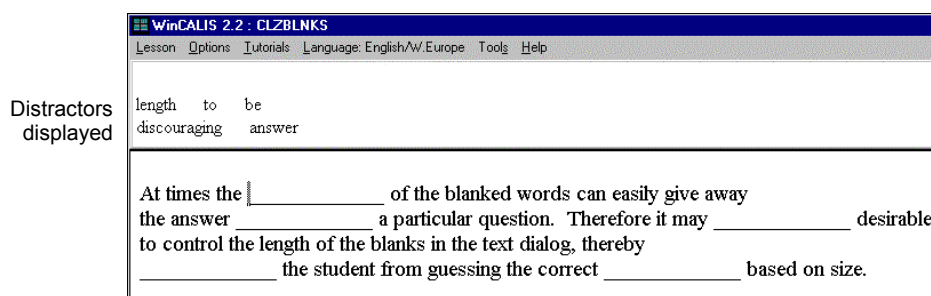 WinCALIS 2.2 : CLZBLNKS
Lesson Options Tutorials Language: English/W.Europe Tools Help
Distractors
displayed
length to be
discouraging answer
At times the ____________ of the blanked words can easily give away
the answer ____________ a particular question. Therefore it may ____________ desirable
to control the length of the blanks in the text dialog, thereby
____________ the student from guessing the correct ____________ based on size.